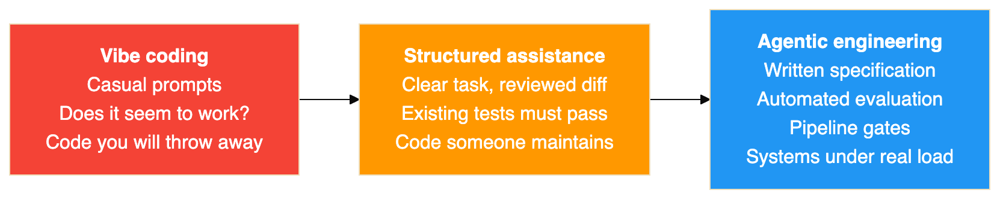 Vibe coding
Casual prompts
Does it seem to work?
Code you will throw away
Structured assistance
Clear task, reviewed diff
Existing tests must pass
Code someone maintains
Agentic engineering
Written specification
Automated evaluation
Pipeline gates
Systems under real load